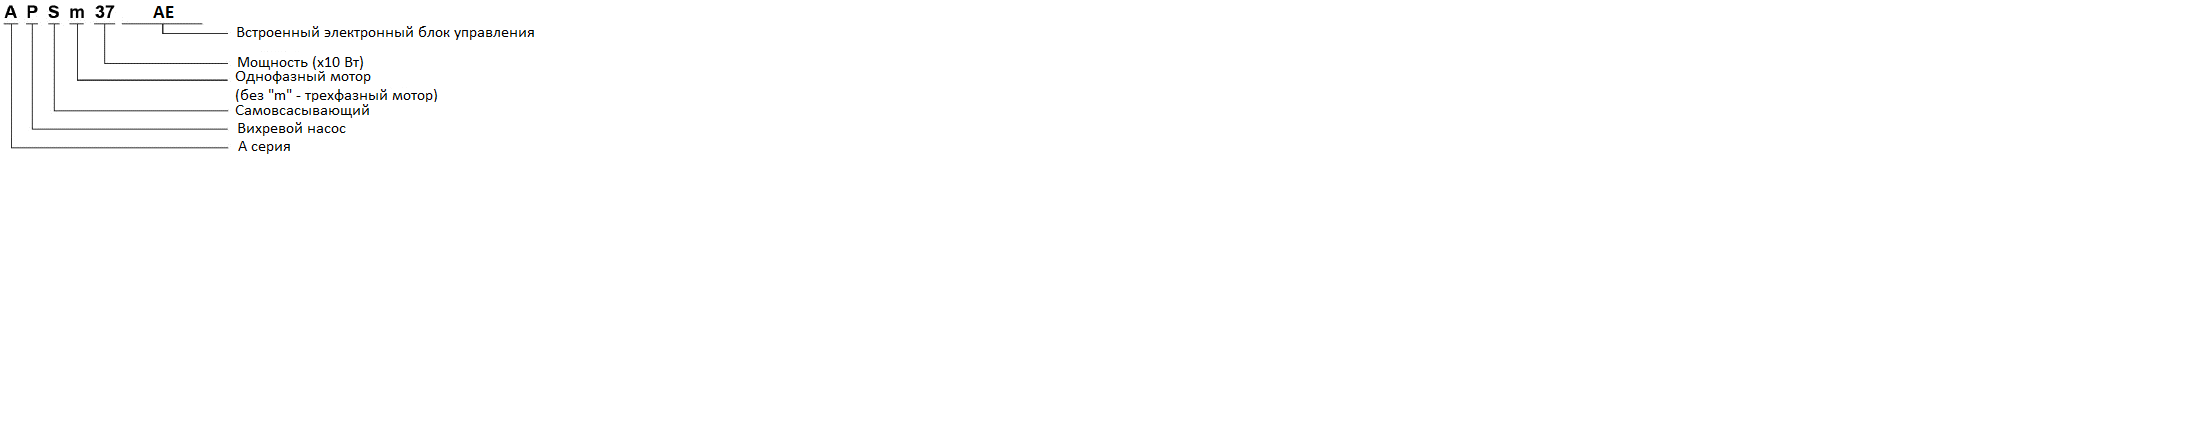 A P S m 37 AE
Встроенный электронный блок управления
Мощность (x10 Вт)
Однофазный мотор
(без "m" - трехфазный мотор)
Самовсасывающий
Вихревой насос
А серия